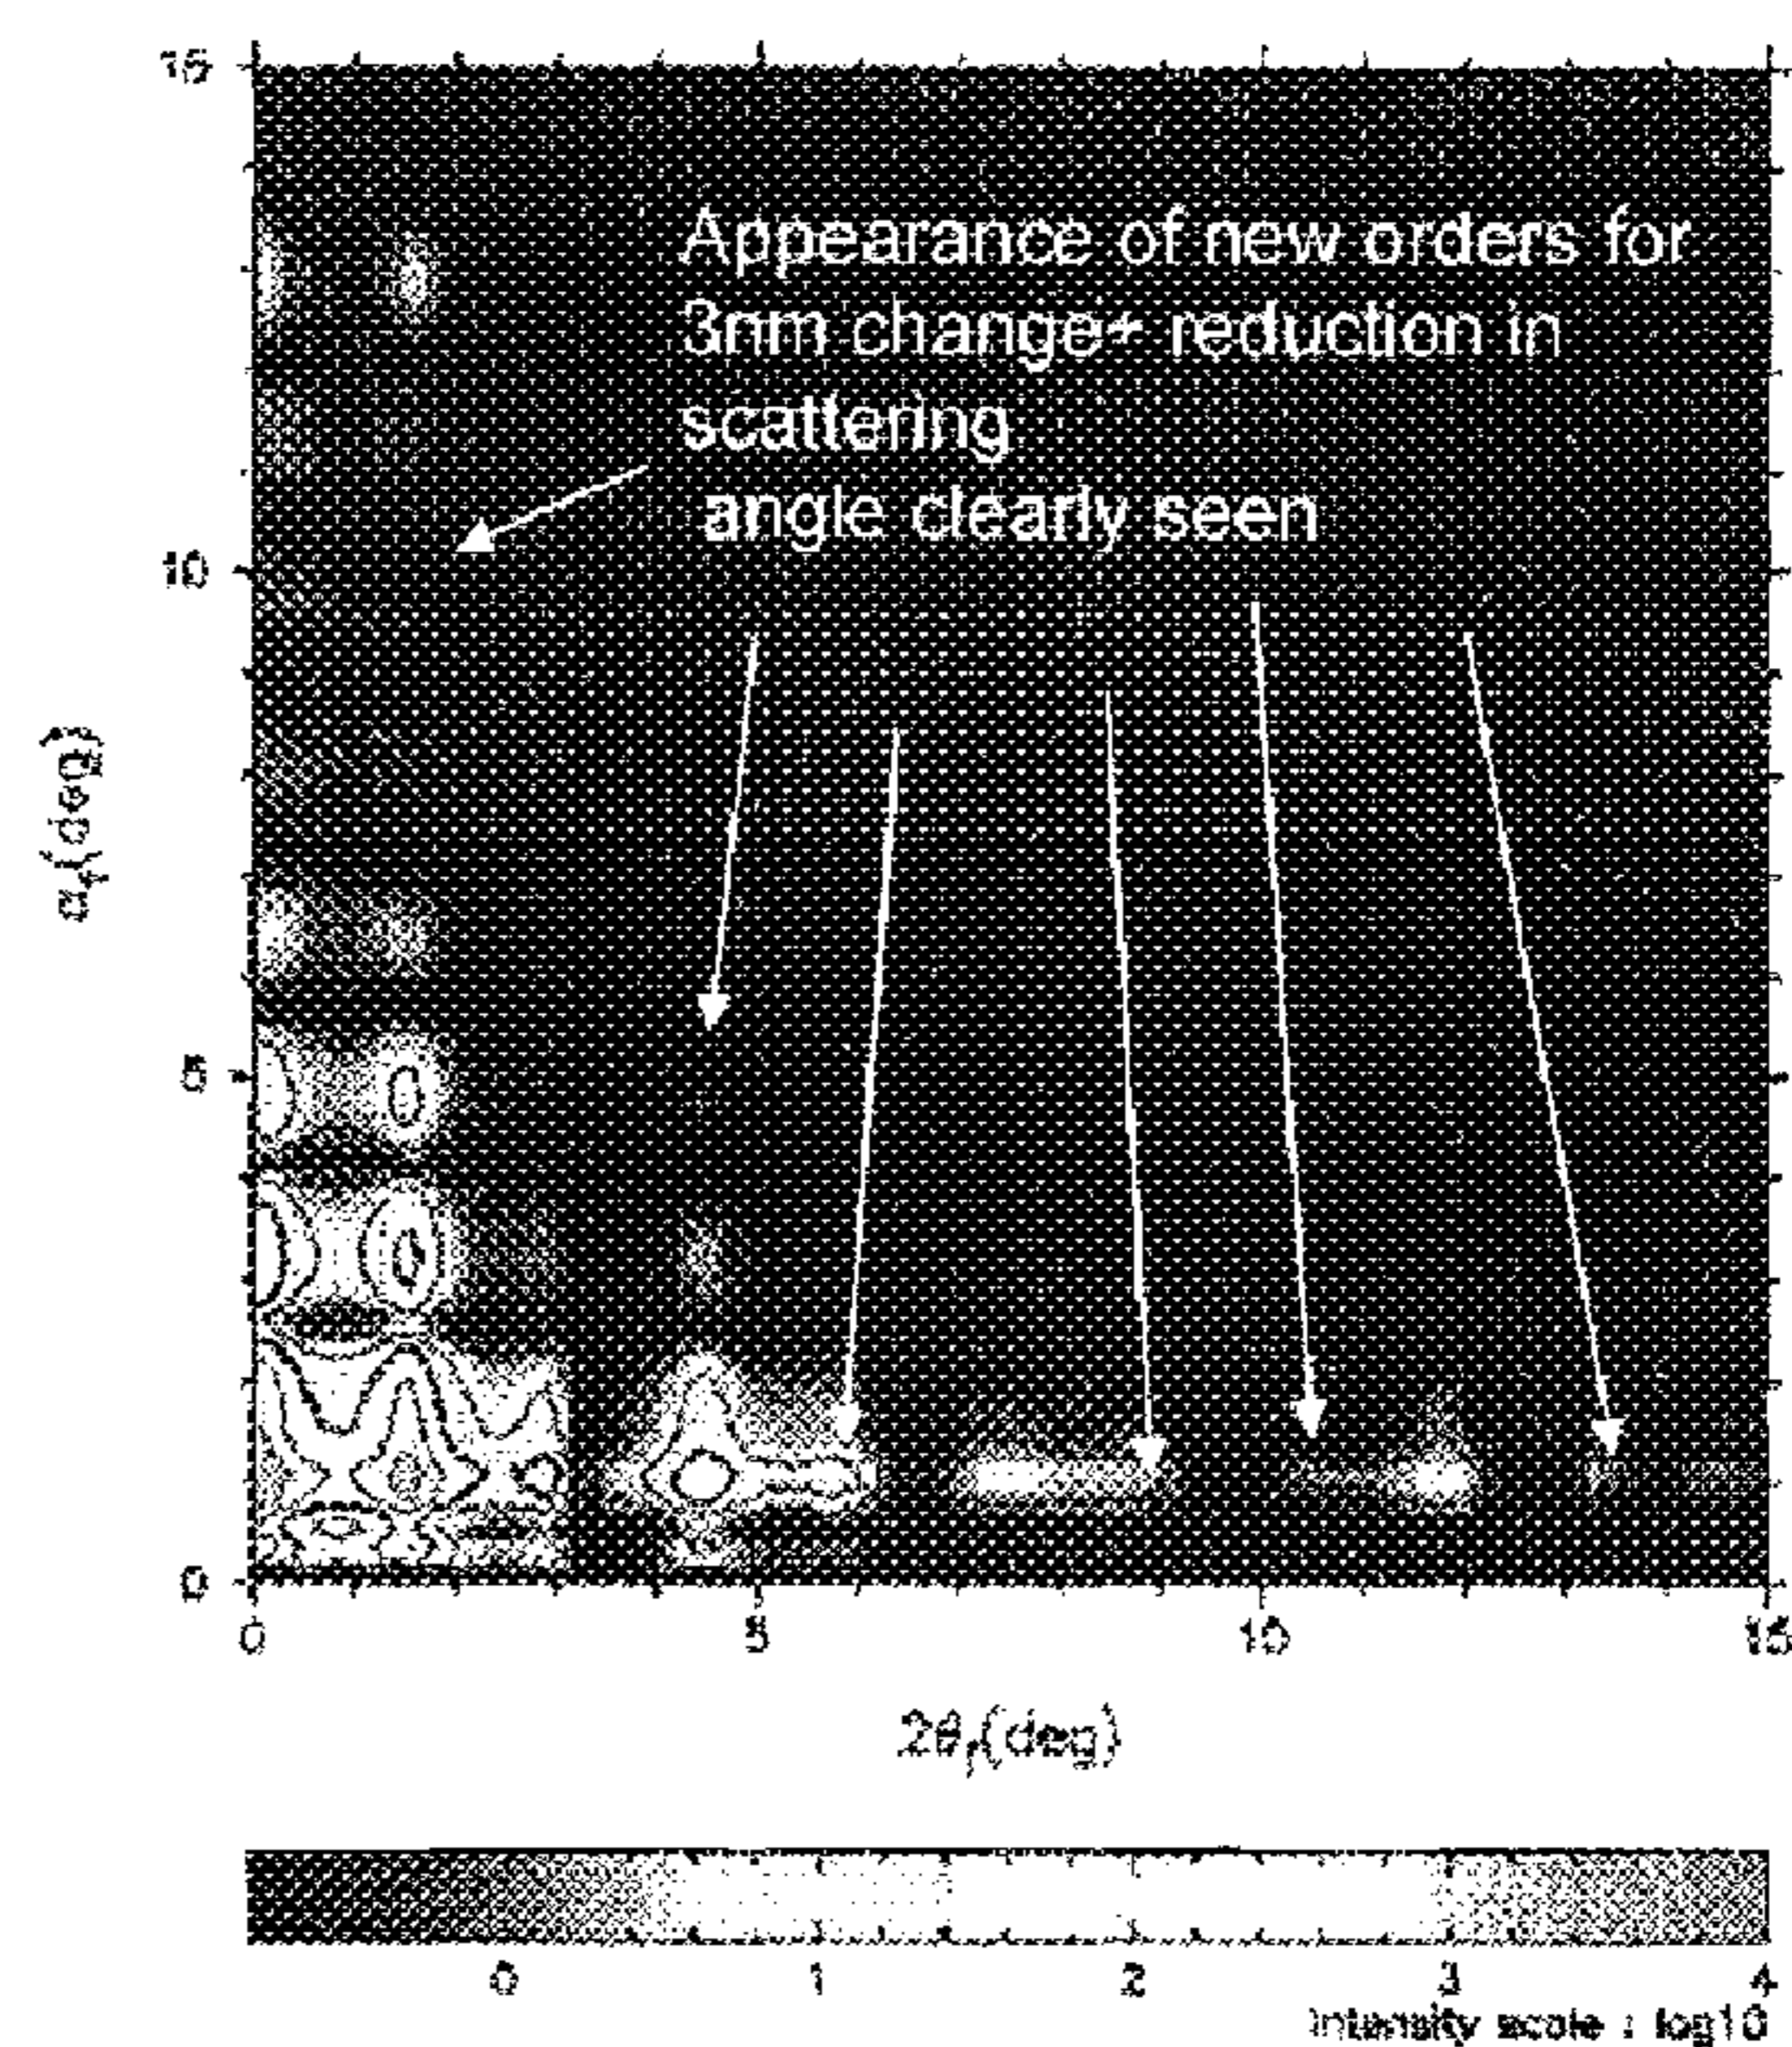 15
Appearance of new orders for
3nm change+ reduction in
scattering
angle clearly seen
10
αf(deg)
5
0
0 5 10 15
2θf(deg)
0 1 2 3 4
Intensity scale : log10